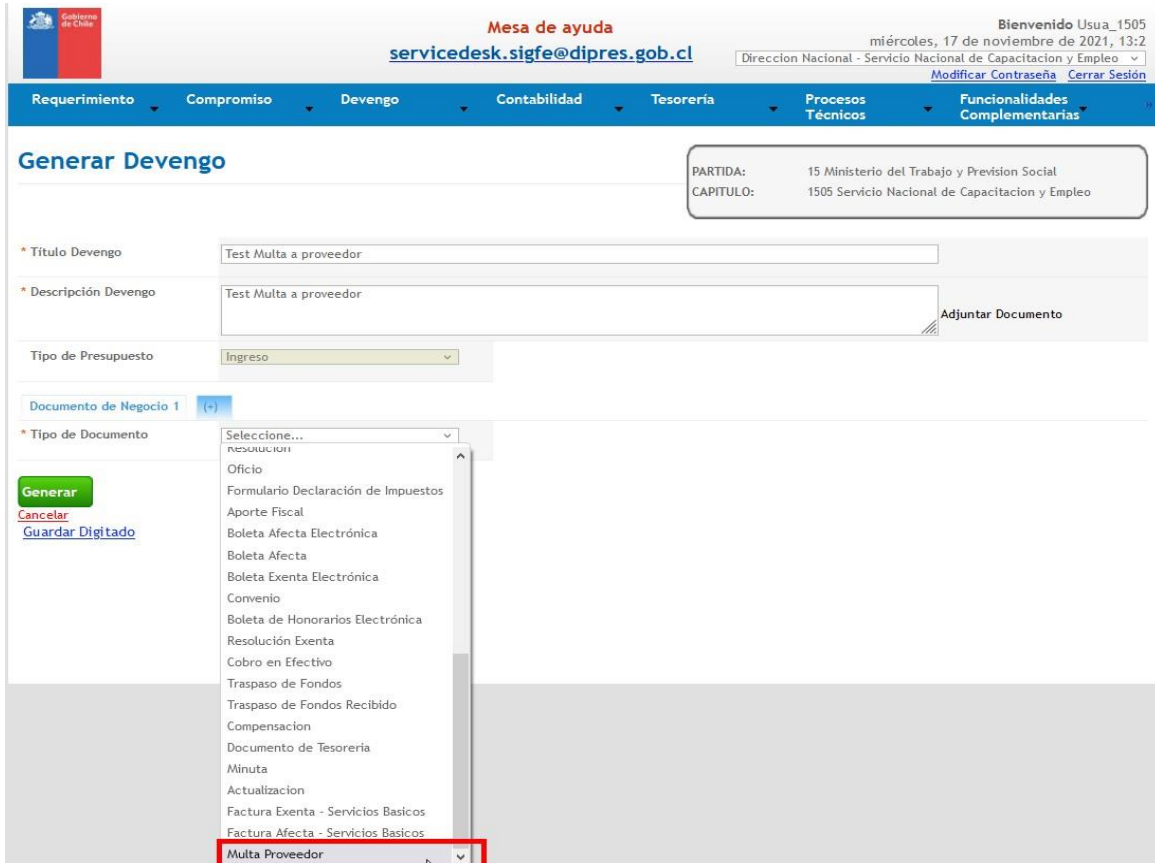 Gobierno
de Chile
Mesa de ayuda
servicedesk.sigfe@dipres.gob.cl
Bienvenido Usua_1505
miércoles, 17 de noviembre de 2021, 13:2
Direccion Nacional - Servicio Nacional de Capacitacion y Empleo
Modificar Contraseña Cerrar Sesión
Requerimiento Compromiso Devengo Contabilidad Tesorería Procesos Técnicos Funcionalidades Complementarias
Generar Devengo
PARTIDA: 15 Ministerio del Trabajo y Prevision Social
CAPITULO: 1505 Servicio Nacional de Capacitacion y Empleo
* Título Devengo Test Multa a proveedor
* Descripción Devengo Test Multa a proveedor
Adjuntar Documento
Tipo de Presupuesto Ingreso
Documento de Negocio 1 (+)
* Tipo de Documento Seleccione...
Resolucion
Oficio
Formulario Declaración de Impuestos
Aporte Fiscal
Boleta Afecta Electrónica
Boleta Afecta
Boleta Exenta Electrónica
Convenio
Boleta de Honorarios Electrónica
Resolución Exenta
Cobro en Efectivo
Traspaso de Fondos
Traspaso de Fondos Recibido
Compensacion
Documento de Tesoreria
Minuta
Actualizacion
Factura Exenta - Servicios Basicos
Factura Afecta - Servicios Basicos
Multa Proveedor
Generar
Cancelar
Guardar Digitado